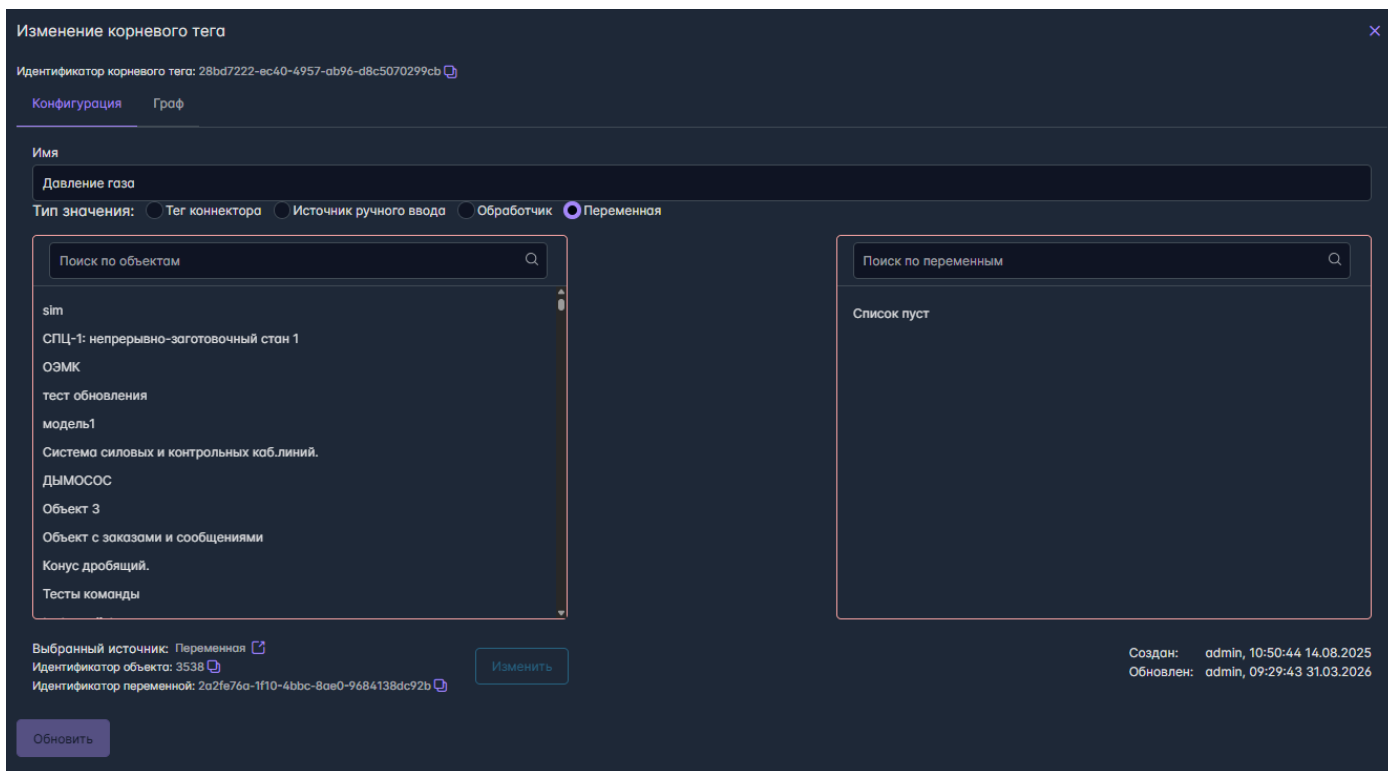 Изменение корневого тега
Идентификатор корневого тега: 28bd7222-ec40-4957-ab96-d8c5070299cb
Конфигурация Граф
Имя
Давление газа
Тип значения: Тег коннектора Источник ручного ввода Обработчик Переменная
Поиск по объектам
Поиск по переменным
sim
СПЦ-1: непрерывно-заготовочный стан 1
ОЭМК
тест обновления
модель1
Система силовых и контрольных каб.линий.
ДЫМОСОС
Объект 3
Объект с заказами и сообщениями
Конус дробящий.
Тесты команды
Список пуст
Выбранный источник: Переменная
Идентификатор объекта: 3538
Идентификатор переменной: 2a2fe76a-1f10-4bbc-8ae0-9684138dc92b
Изменить
Создан: admin, 10:50:44 14.08.2025
Обновлен: admin, 09:29:43 31.03.2026
Обновить